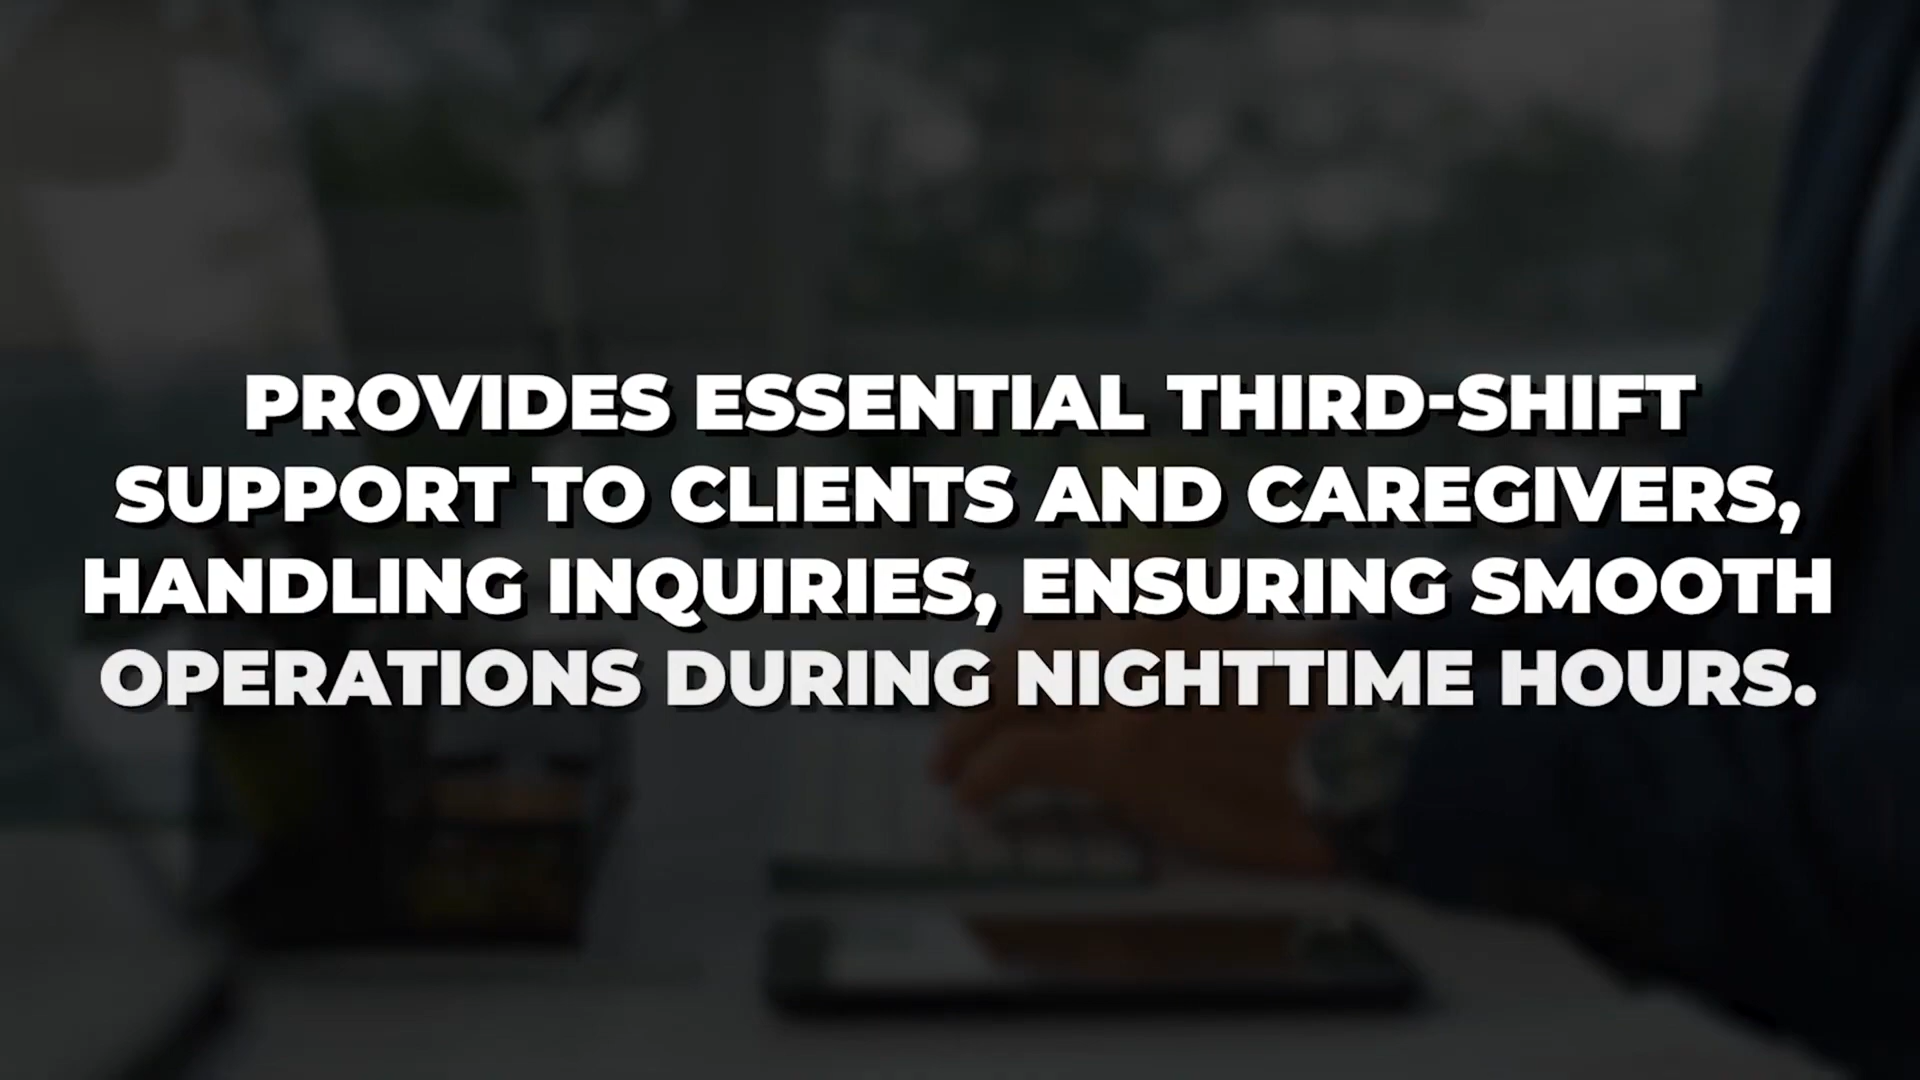 PROVIDES ESSENTIAL THIRD-SHIFT
SUPPORT TO CLIENTS AND CAREGIVERS,
HANDLING INQUIRIES, ENSURING SMOOTH
OPERATIONS DURING NIGHTTIME HOURS.